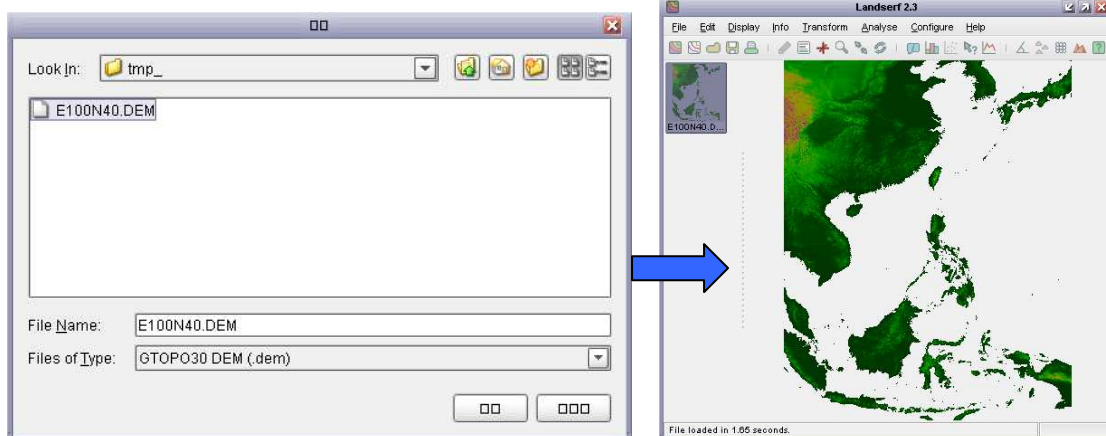 Look In:
tmp_
E100N40.DEM
File Name:
E100N40.DEM
Files of Type:
GTOPO30 DEM (.dem)
Landserf 2.3
File Edit Display Info Transform Analyse Configure Help
E100N40.D...
File loaded in 1.65 seconds.